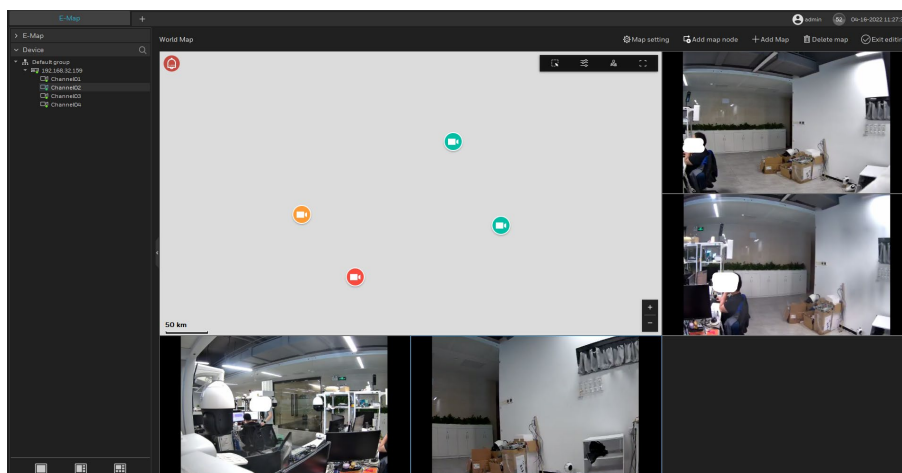 E-Map
+
admin
04-16-2022 11:27:3
E-Map
World Map
Map setting
Add map node
+Add Map
Delete map
Exit editin
Device
Default group
192.168.32.159
Channel01
Channel02
Channel03
Channel04
+
−
50 km